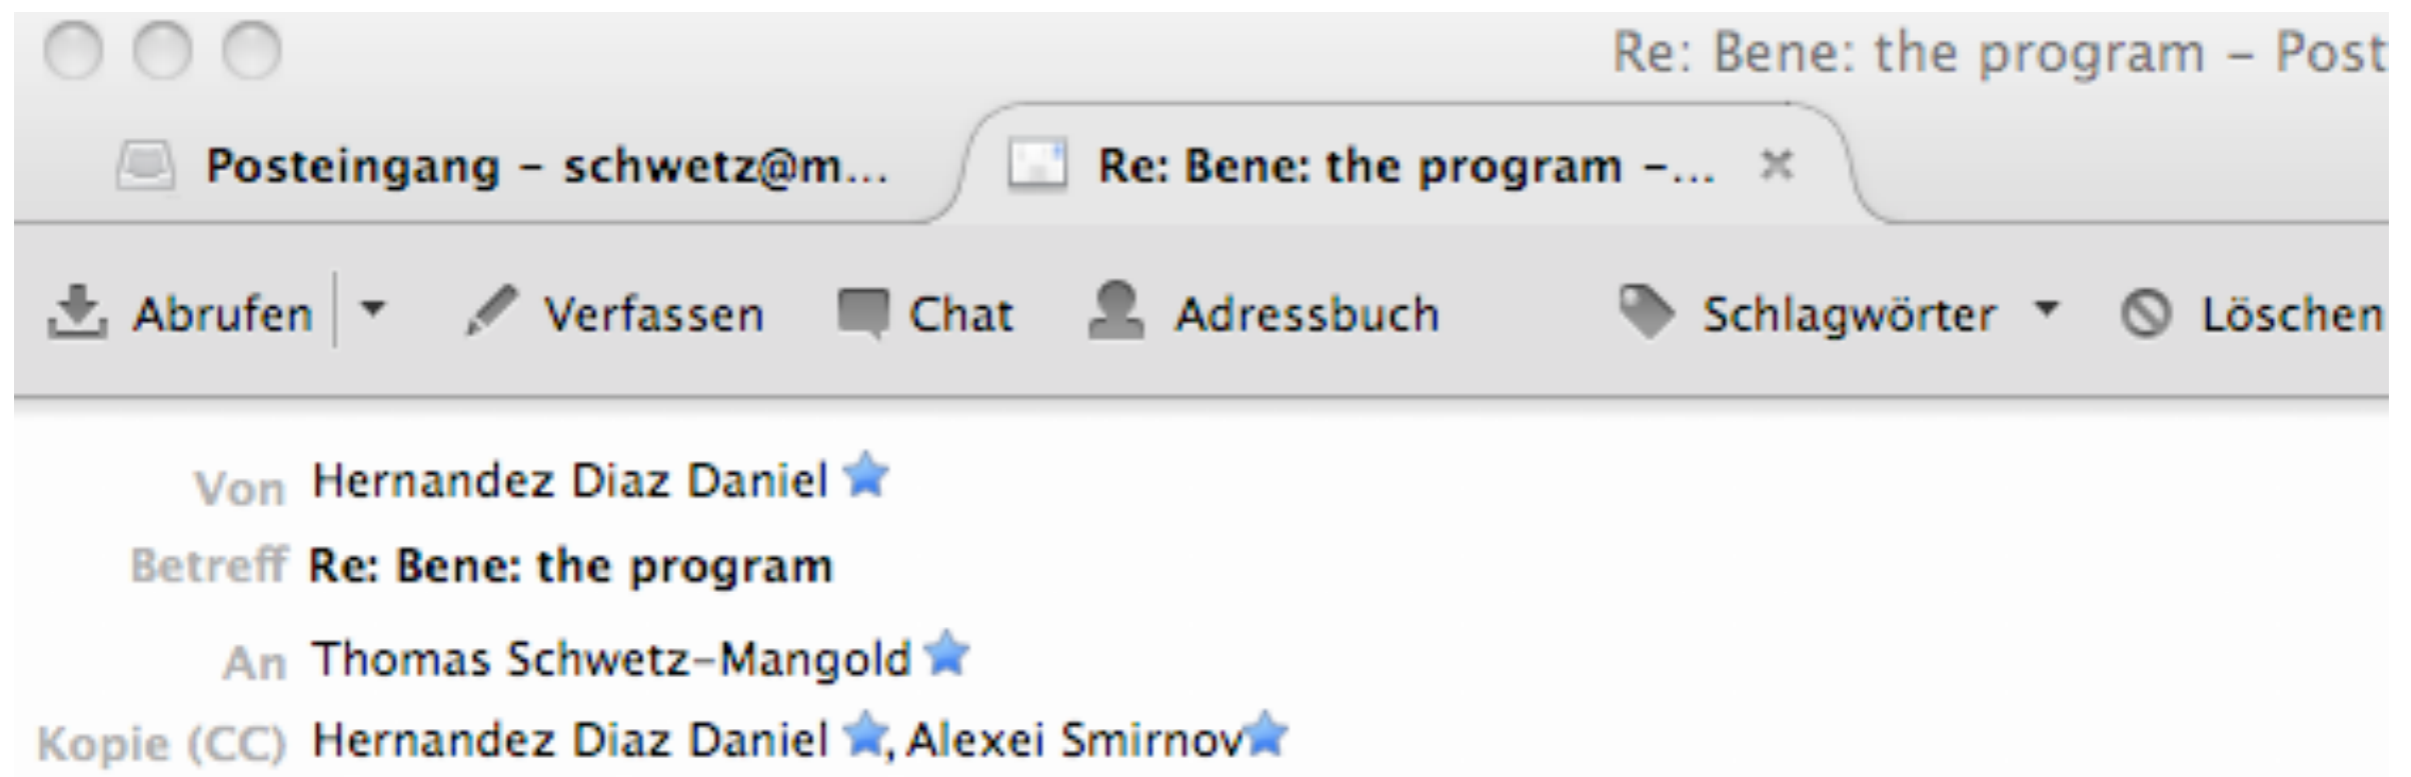 Re: Bene: the program – Post
Posteingang – schwetz@m...
Re: Bene: the program –...
Abrufen Verfassen Chat Adressbuch Schlagwörter Löschen
Von Hernandez Diaz Daniel
Betreff Re: Bene: the program
An Thomas Schwetz–Mangold
Kopie (CC) Hernandez Diaz Daniel , Alexei Smirnov